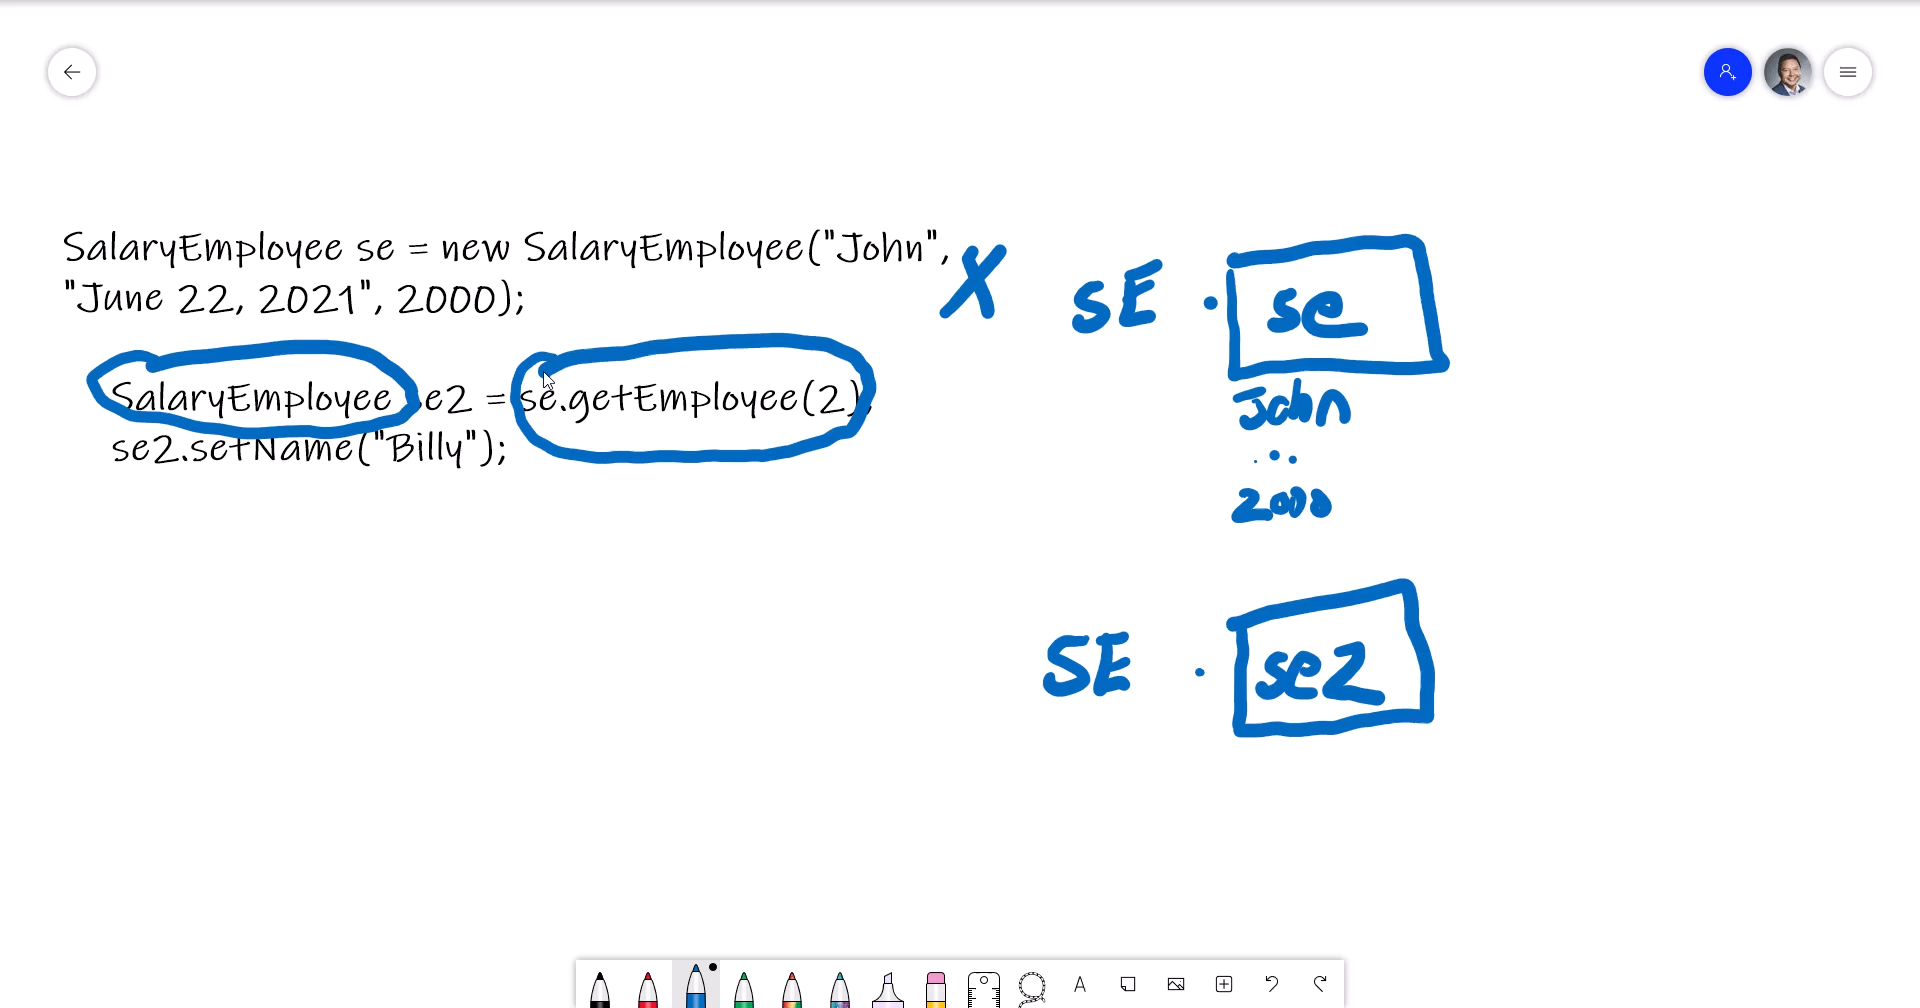 SalaryEmployee se = new SalaryEmployee("John",
"June 22, 2021", 2000);
SalaryEmployee se2 = se.getEmployee(2);
se2.setName("Billy");
X
SE . se
John
...
2000
SE . se2
A